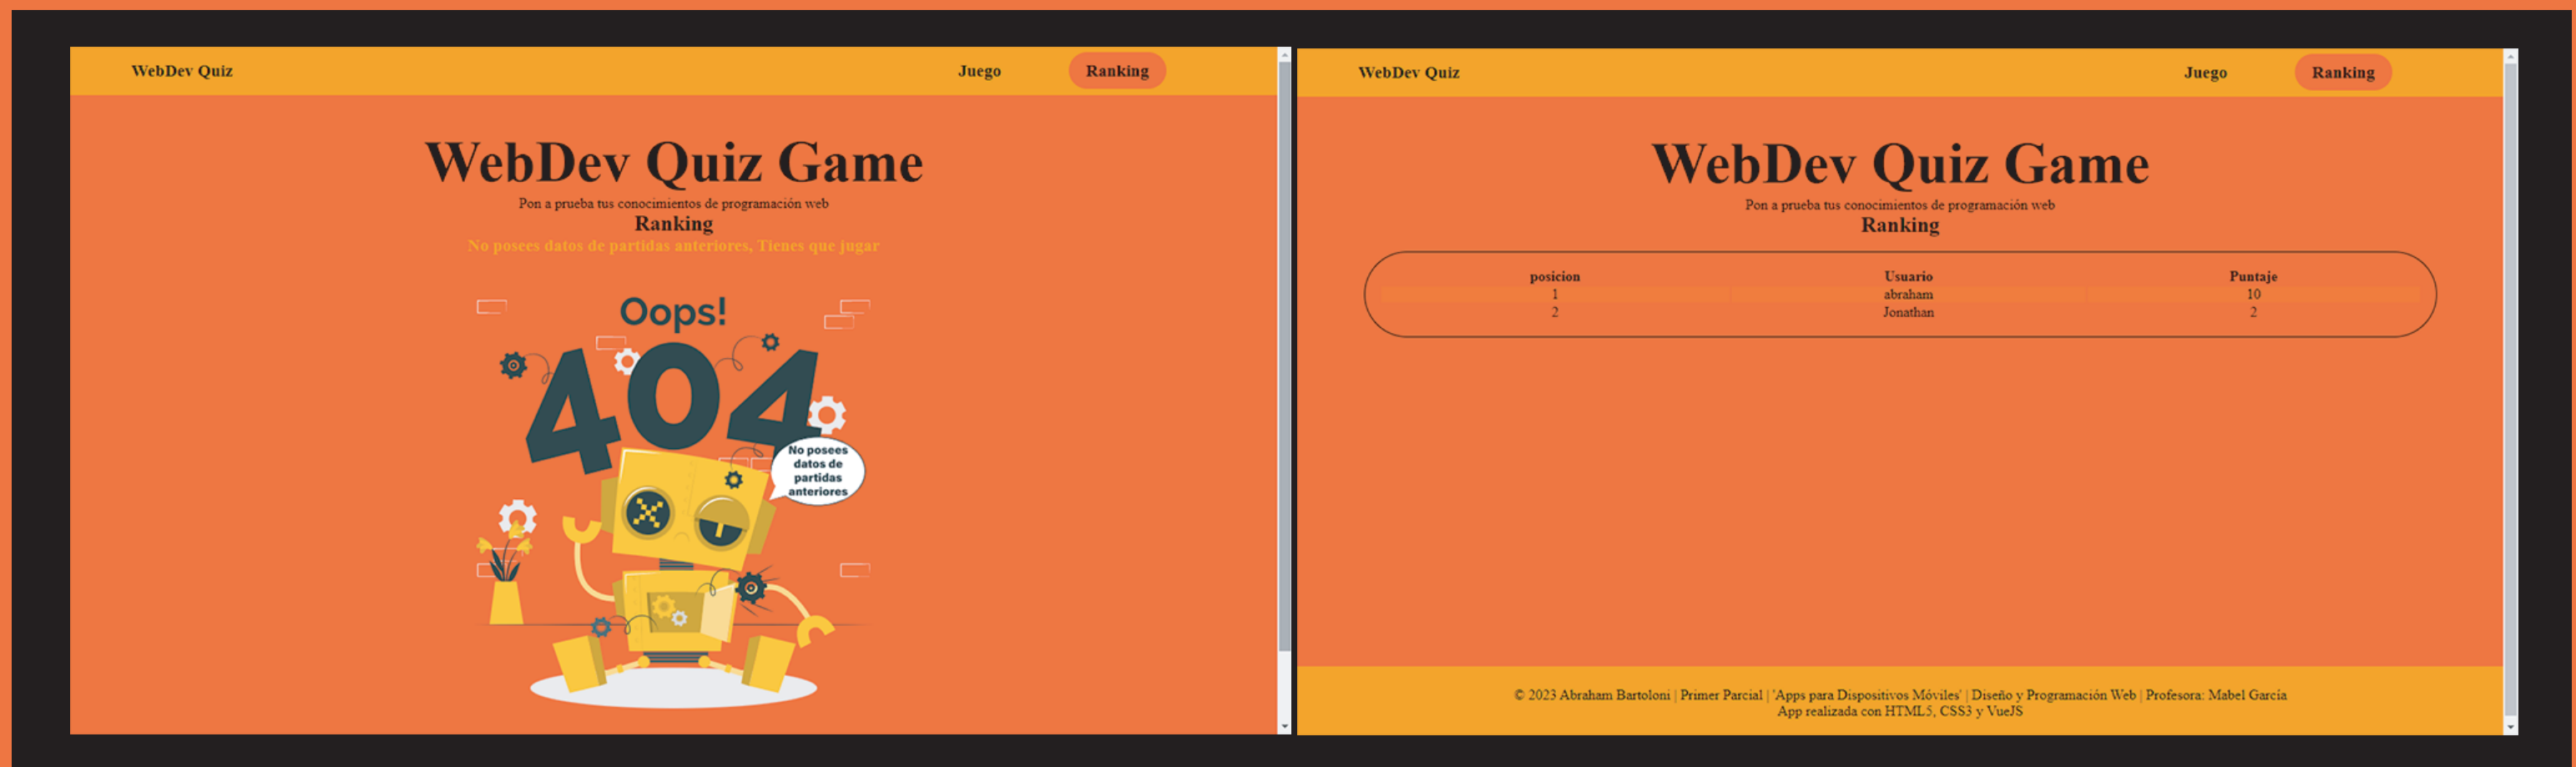 WebDev Quiz
Juego
Ranking
WebDev Quiz Game
Pon a prueba tus conocimientos de programación web
Ranking
No posees datos de partidas anteriores, Tienes que jugar
Oops!
404
No posees
datos de
partidas
anteriores
WebDev Quiz
Juego
Ranking
WebDev Quiz Game
Pon a prueba tus conocimientos de programación web
Ranking
posicion Usuario Puntaje
1 abraham 10
2 Jonathan 2
© 2023 Abraham Bartoloni | Primer Parcial | 'Apps para Dispositivos Móviles' | Diseño y Programación Web | Profesora: Mabel García
App realizada con HTML5, CSS3 y VueJS